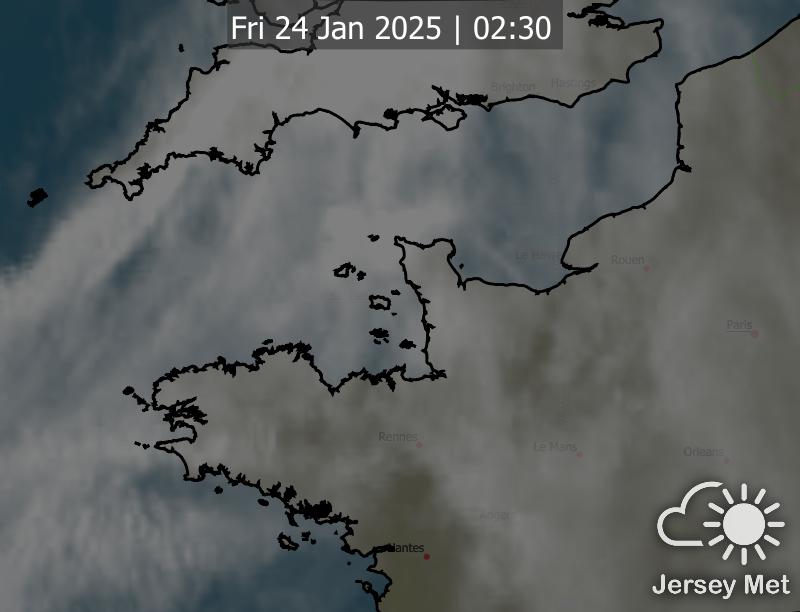 Fri 24 Jan 2025 | 02:30
Brighton Hastings
Le Havre
Rouen
Paris
Rennes
Le Mans
Orleans
Nantes
Jersey Met